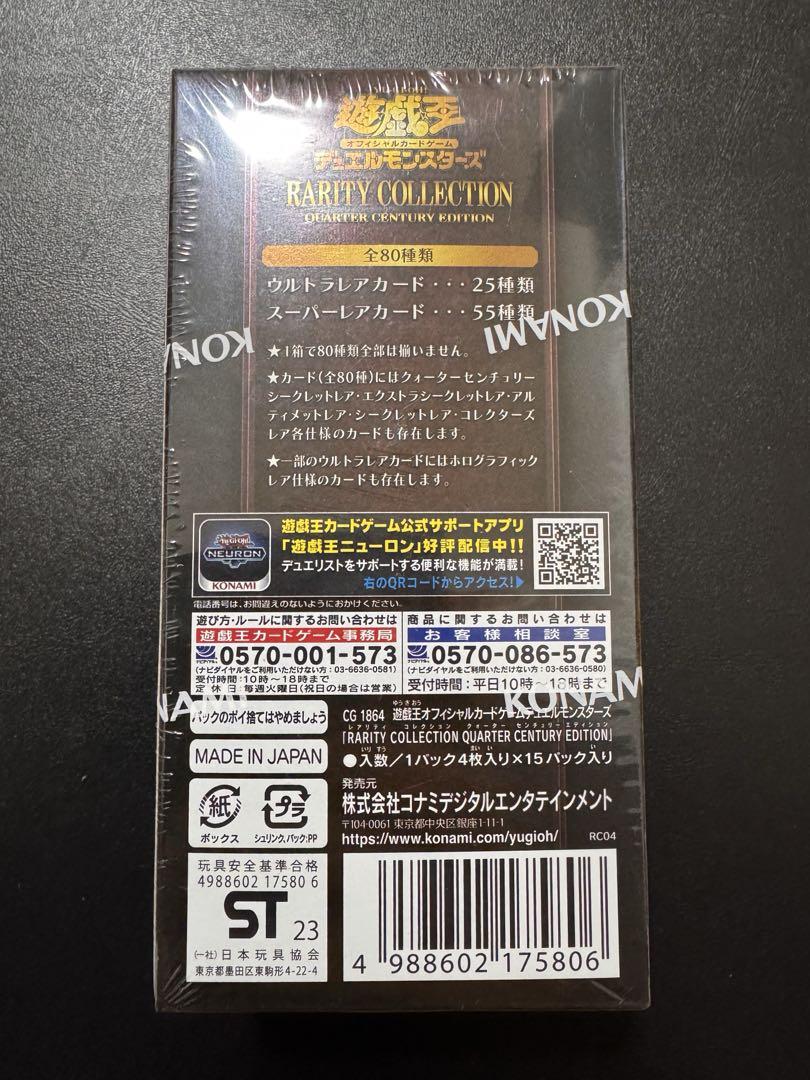 遊戯王
オフィシャルカードゲーム
デュエルモンスターズ
RARITY COLLECTION
QUARTER CENTURY EDITION
全80種類
ウルトラレアカード・・・25種類
スーパーレアカード・・・55種類
KONAMI
KONAMI
★1箱で80種類全部は揃いません。
★カード(全80種)にはクォーターセンチュリー
シークレットレア・エクストラシークレットレア・アル
ティメットレア・シークレットレア・コレクターズ
レア各仕様のカードも存在します。
★一部のウルトラレアカードにはホログラフィック
レア仕様のカードも存在します。
Yu-Gi-Oh!
NEURON
KONAMI
遊戯王カードゲーム公式サポートアプリ
「遊戯王ニューロン」好評配信中!!
デュエリストをサポートする便利な機能が満載!
右のQRコードからアクセス!▶
電話番号は、お間違えのないようにおかけください。
遊び方・ルールに関するお問い合わせは
遊戯王カードゲーム事務局
ナビダイヤル
0570-001-573
(ナビダイヤルをご利用いただけない方:03-6636-0581)
受付時間:10時~18時まで
定休日:毎週火曜日(祝日の場合は営業)
商品に関するお問い合わせは
お客様相談室
ナビダイヤル
0570-086-573
(ナビダイヤルをご利用いただけない方:03-6636-0580)
受付時間:平日10時~18時まで
KONAMI
KONAMI
パックのポイ捨てはやめましょう
MADE IN JAPAN
紙
ボックス
プラ
シュリンク,パック:PP
CG 1864 遊戯王オフィシャルカードゲームデュエルモンスターズ
「RARITY COLLECTION QUARTER CENTURY EDITION」
●入数/1パック4枚入り×15パック入り
発売元
株式会社コナミデジタルエンタテインメント
〒104-0061 東京都中央区銀座1-11-1
https://www.konami.com/yugioh/
RC04
玩具安全基準合格
4988602 17580 6
ST 23
(一社)日本玩具協会
東京都墨田区東駒形4-22-4
4 988602 175806